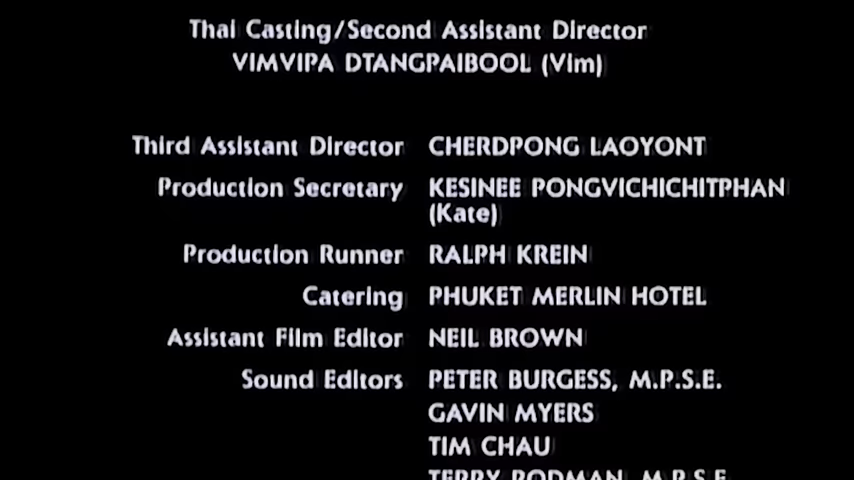 Thai Casting/Second Assistant Director
VIMVIPA DTANGPAIBOOL (Vim)
Third Assistant Director CHERDPONG LAOYONT
Production Secretary KESINEE PONGVICHICHITPHAN
(Kate)
Production Runner RALPH KREIN
Catering PHUKET MERLIN HOTEL
Assistant Film Editor NEIL BROWN
Sound Editors PETER BURGESS, M.P.S.E.
GAVIN MYERS
TIM CHAU
TERRY RODMAN, M.P.S.E.